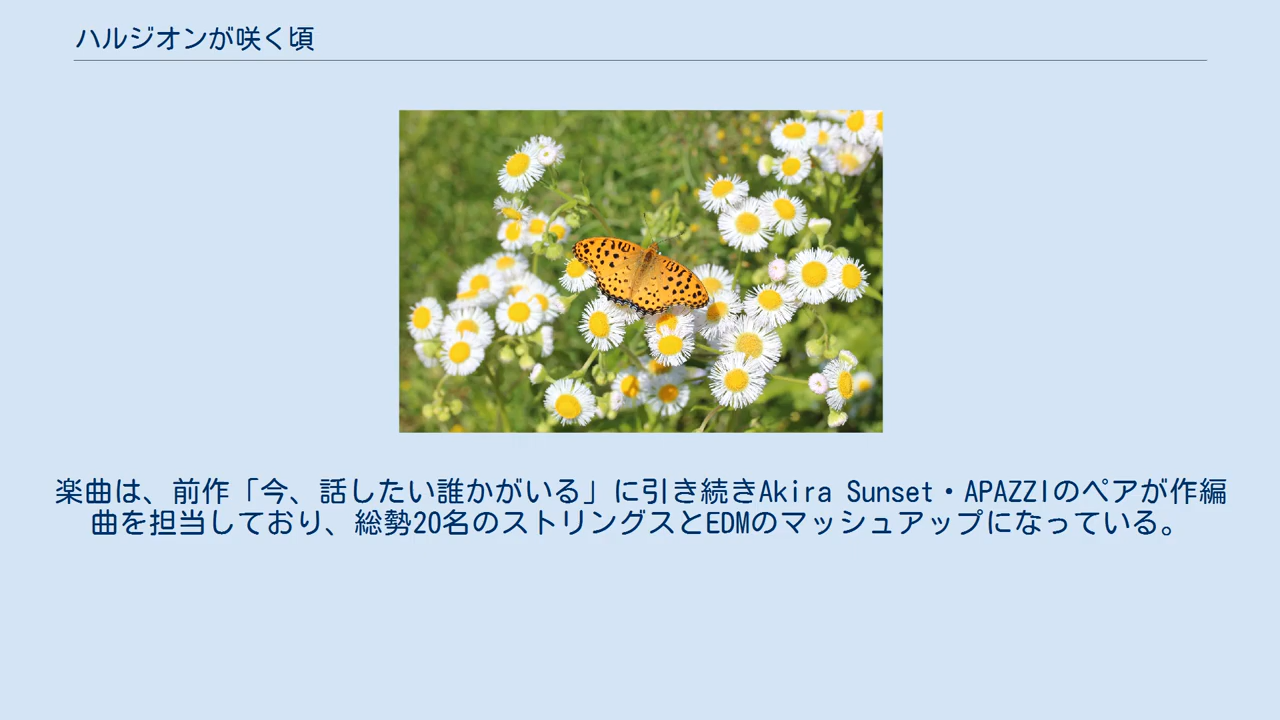 ハルジオンが咲く頃
楽曲は、前作「今、話したい誰かがいる」に引き続きAkira Sunset・APAZZIのペアが作編
曲を担当しており、総勢20名のストリングスとEDMのマッシュアップになっている。